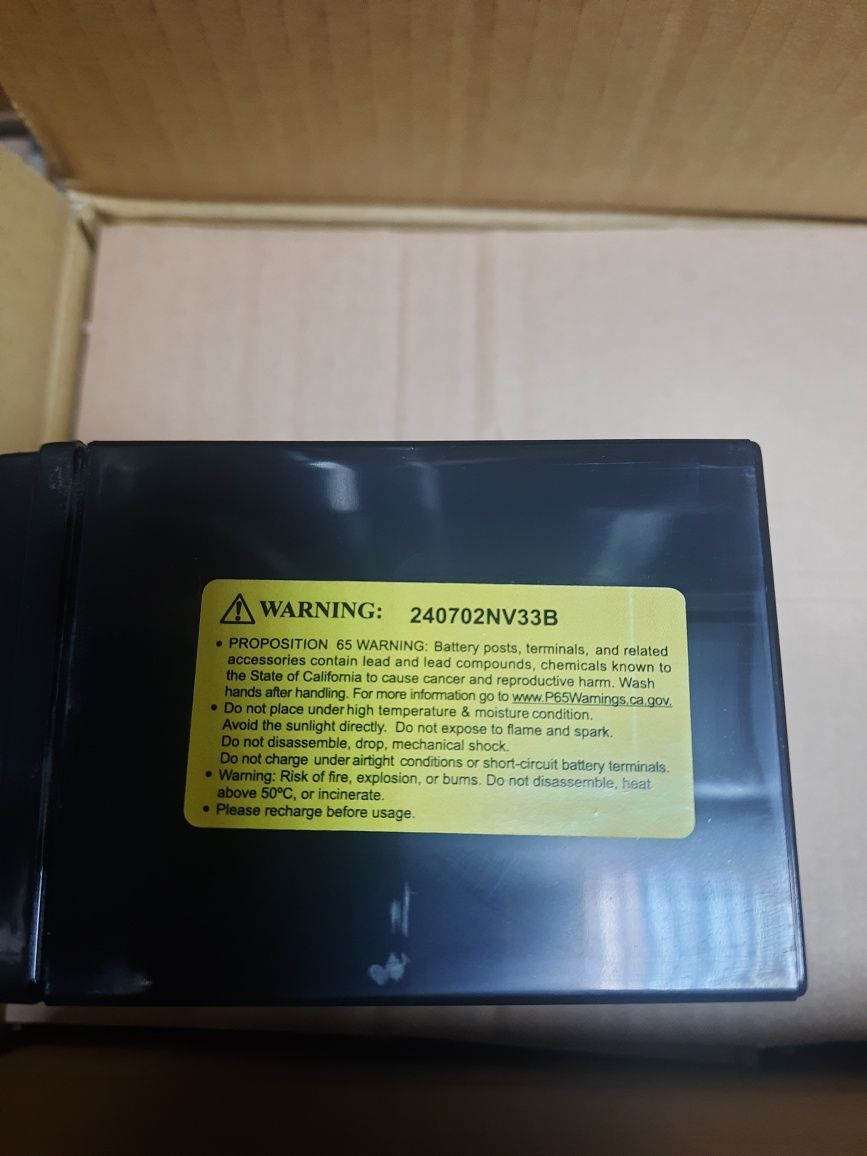 WARNING: 240702NV33B
• PROPOSITION 65 WARNING: Battery posts, terminals, and related
accessories contain lead and lead compounds, chemicals known to
the State of California to cause cancer and reproductive harm. Wash
hands after handling. For more information go to www.P65Warnings.ca.gov.
• Do not place under high temperature & moisture condition.
Avoid the sunlight directly. Do not expose to flame and spark.
Do not disassemble, drop, mechanical shock.
Do not charge under airtight conditions or short-circuit battery terminals.
• Warning: Risk of fire, explosion, or burns. Do not disassemble, heat
above 50ºC, or incinerate.
• Please recharge before usage.